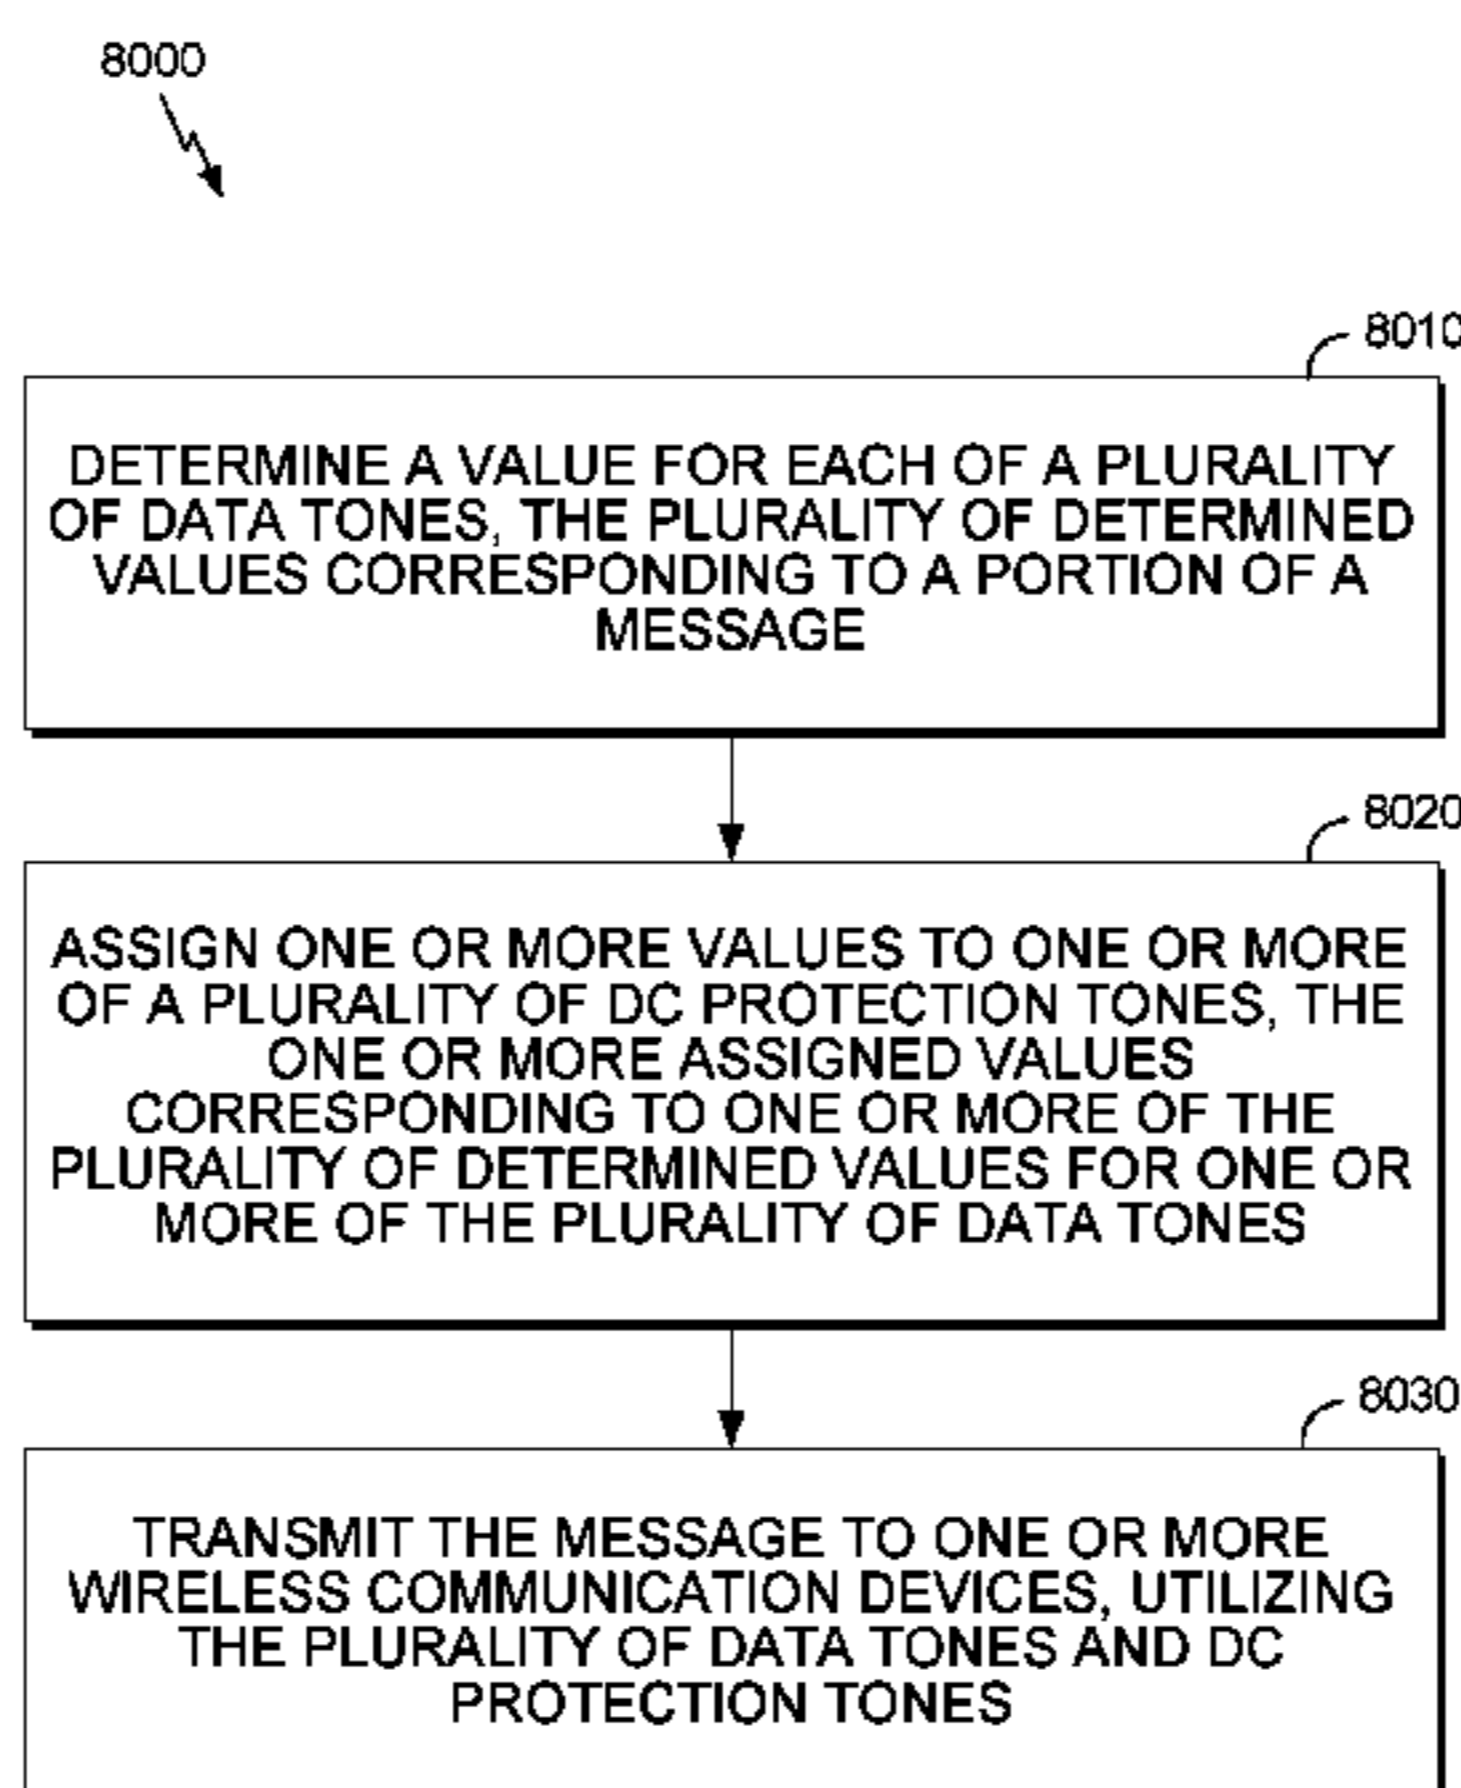 8000
8010
DETERMINE A VALUE FOR EACH OF A PLURALITY
OF DATA TONES, THE PLURALITY OF DETERMINED
VALUES CORRESPONDING TO A PORTION OF A
MESSAGE
8020
ASSIGN ONE OR MORE VALUES TO ONE OR MORE
OF A PLURALITY OF DC PROTECTION TONES, THE
ONE OR MORE ASSIGNED VALUES
CORRESPONDING TO ONE OR MORE OF THE
PLURALITY OF DETERMINED VALUES FOR ONE OR
MORE OF THE PLURALITY OF DATA TONES
8030
TRANSMIT THE MESSAGE TO ONE OR MORE
WIRELESS COMMUNICATION DEVICES, UTILIZING
THE PLURALITY OF DATA TONES AND DC
PROTECTION TONES